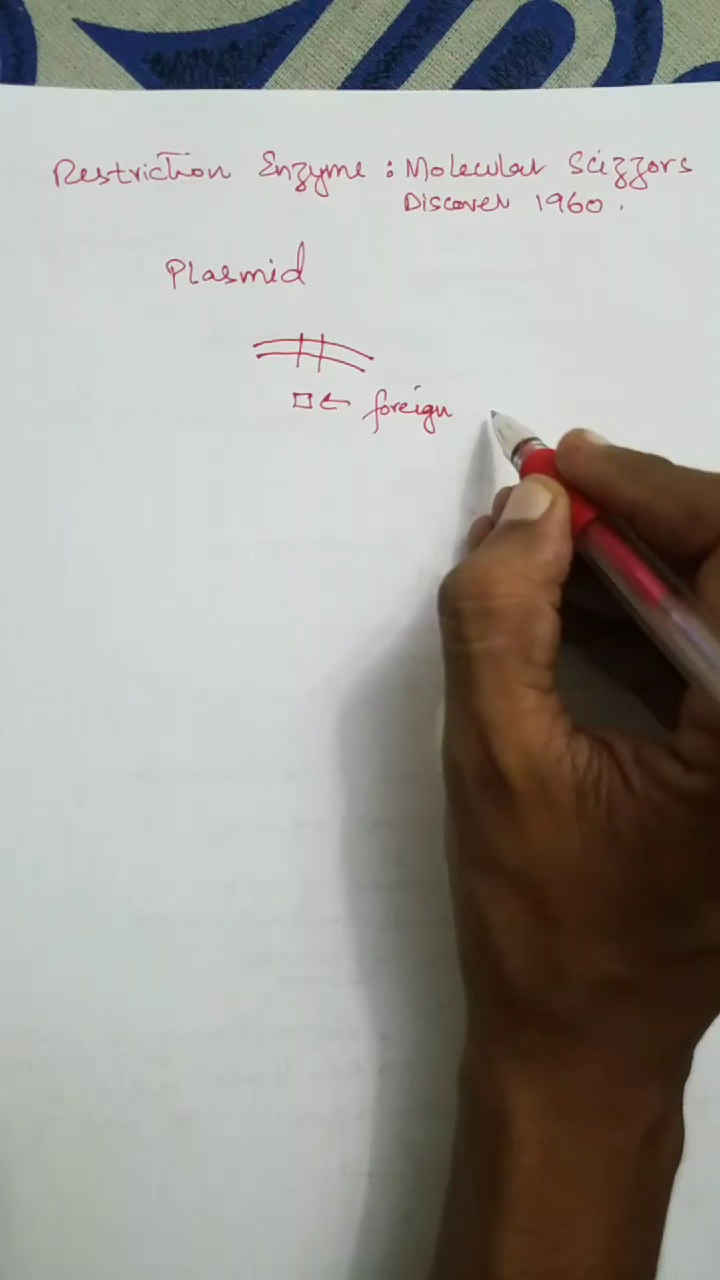 Restriction Enzyme : Molecular Scizzors
Discover 1960.
Plasmid
□ ← foreign